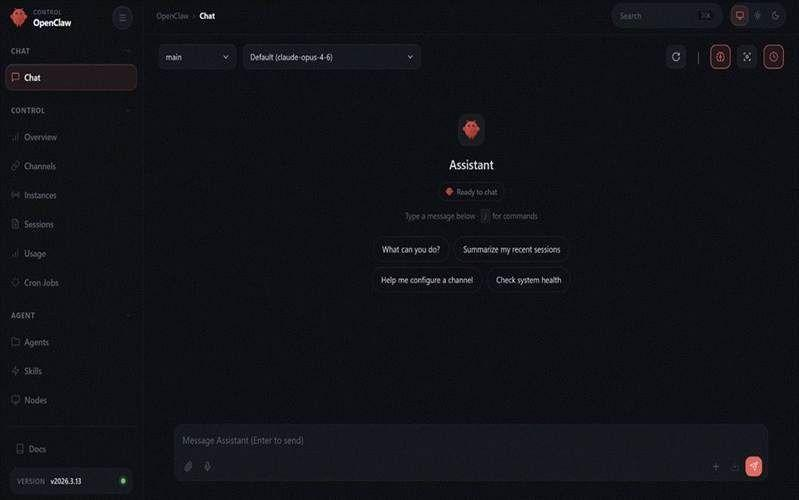 CONTROL
OpenClaw
OpenClaw › Chat
Search
CHAT
Chat
main
Default (claude-opus-4-6)
CONTROL
Overview
Channels
Instances
Sessions
Usage
Cron Jobs
AGENT
Agents
Skills
Nodes
Docs
VERSION v2026.3.13
Assistant
Ready to chat
Type a message below · / for commands
What can you do?
Summarize my recent sessions
Help me configure a channel
Check system health
Message Assistant (Enter to send)